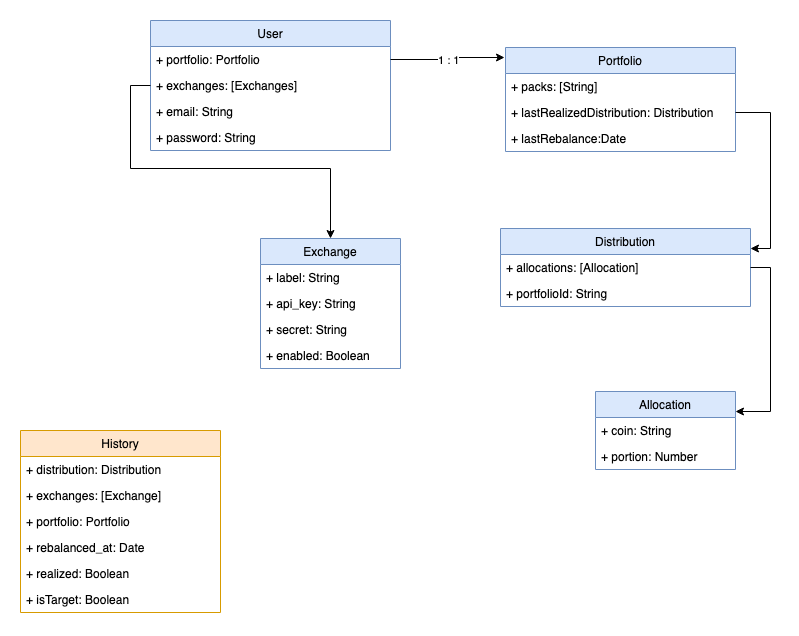 User
+ portfolio: Portfolio
+ exchanges: [Exchanges]
+ email: String
+ password: String
1 : 1
Portfolio
+ packs: [String]
+ lastRealizedDistribution: Distribution
+ lastRebalance:Date
Exchange
+ label: String
+ api_key: String
+ secret: String
+ enabled: Boolean
Distribution
+ allocations: [Allocation]
+ portfolioId: String
Allocation
+ coin: String
+ portion: Number
History
+ distribution: Distribution
+ exchanges: [Exchange]
+ portfolio: Portfolio
+ rebalanced_at: Date
+ realized: Boolean
+ isTarget: Boolean